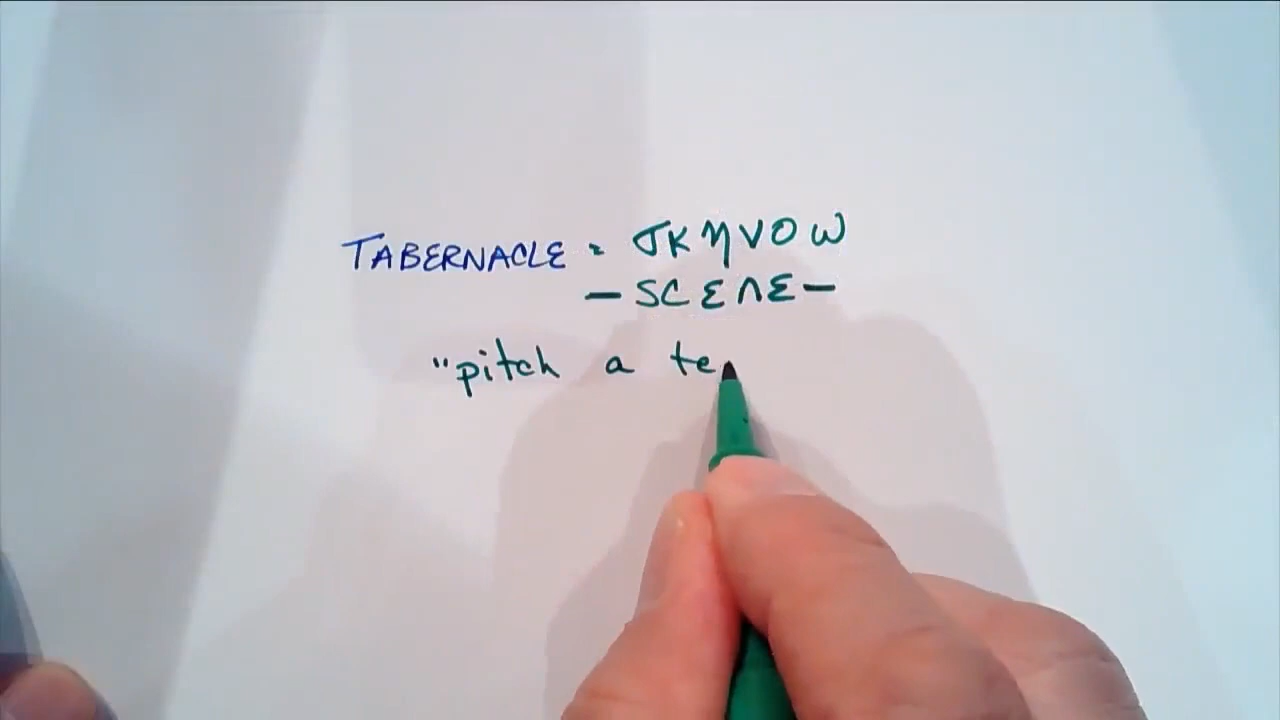 TABERNACLE = σκηνοω
— SCENE —
"pitch a te